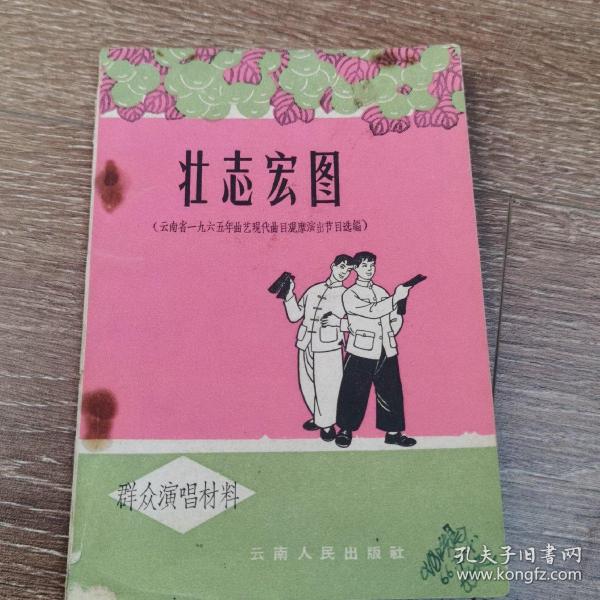 壮志宏图
（云南省一九六五年曲艺现代曲目观摩演出节目选编）
群众演唱材料
云南人民出版社
孔夫子旧书网
www.kongfz.com